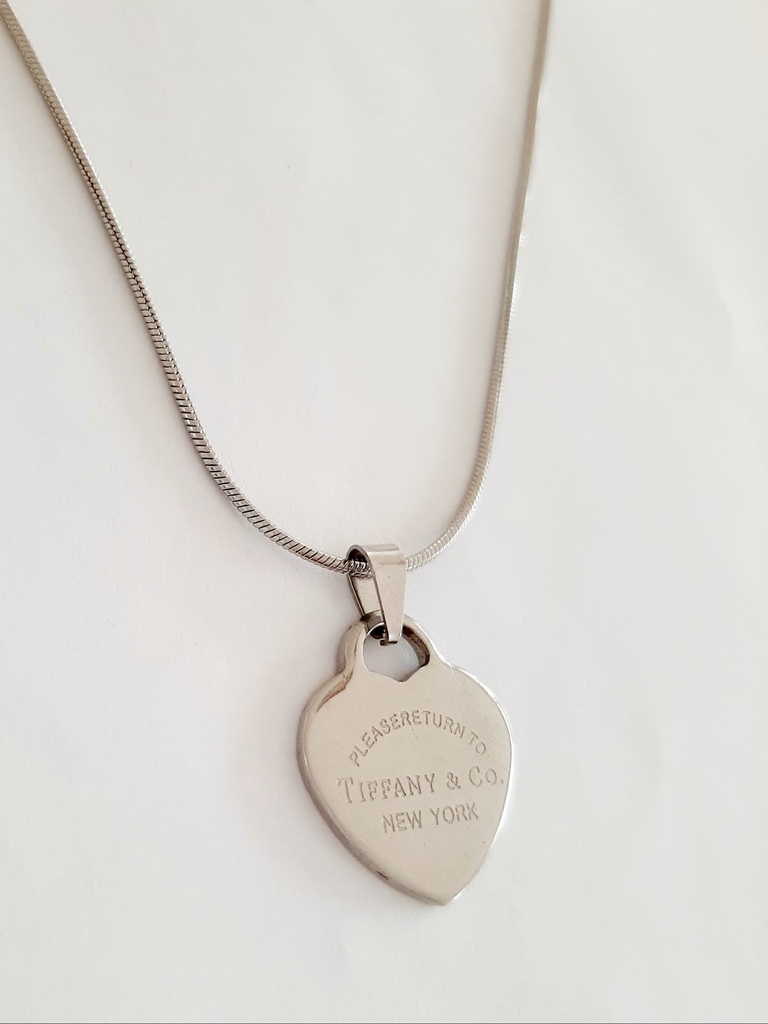 PLEASERETURN TO
TIFFANY & Co.
NEW YORK